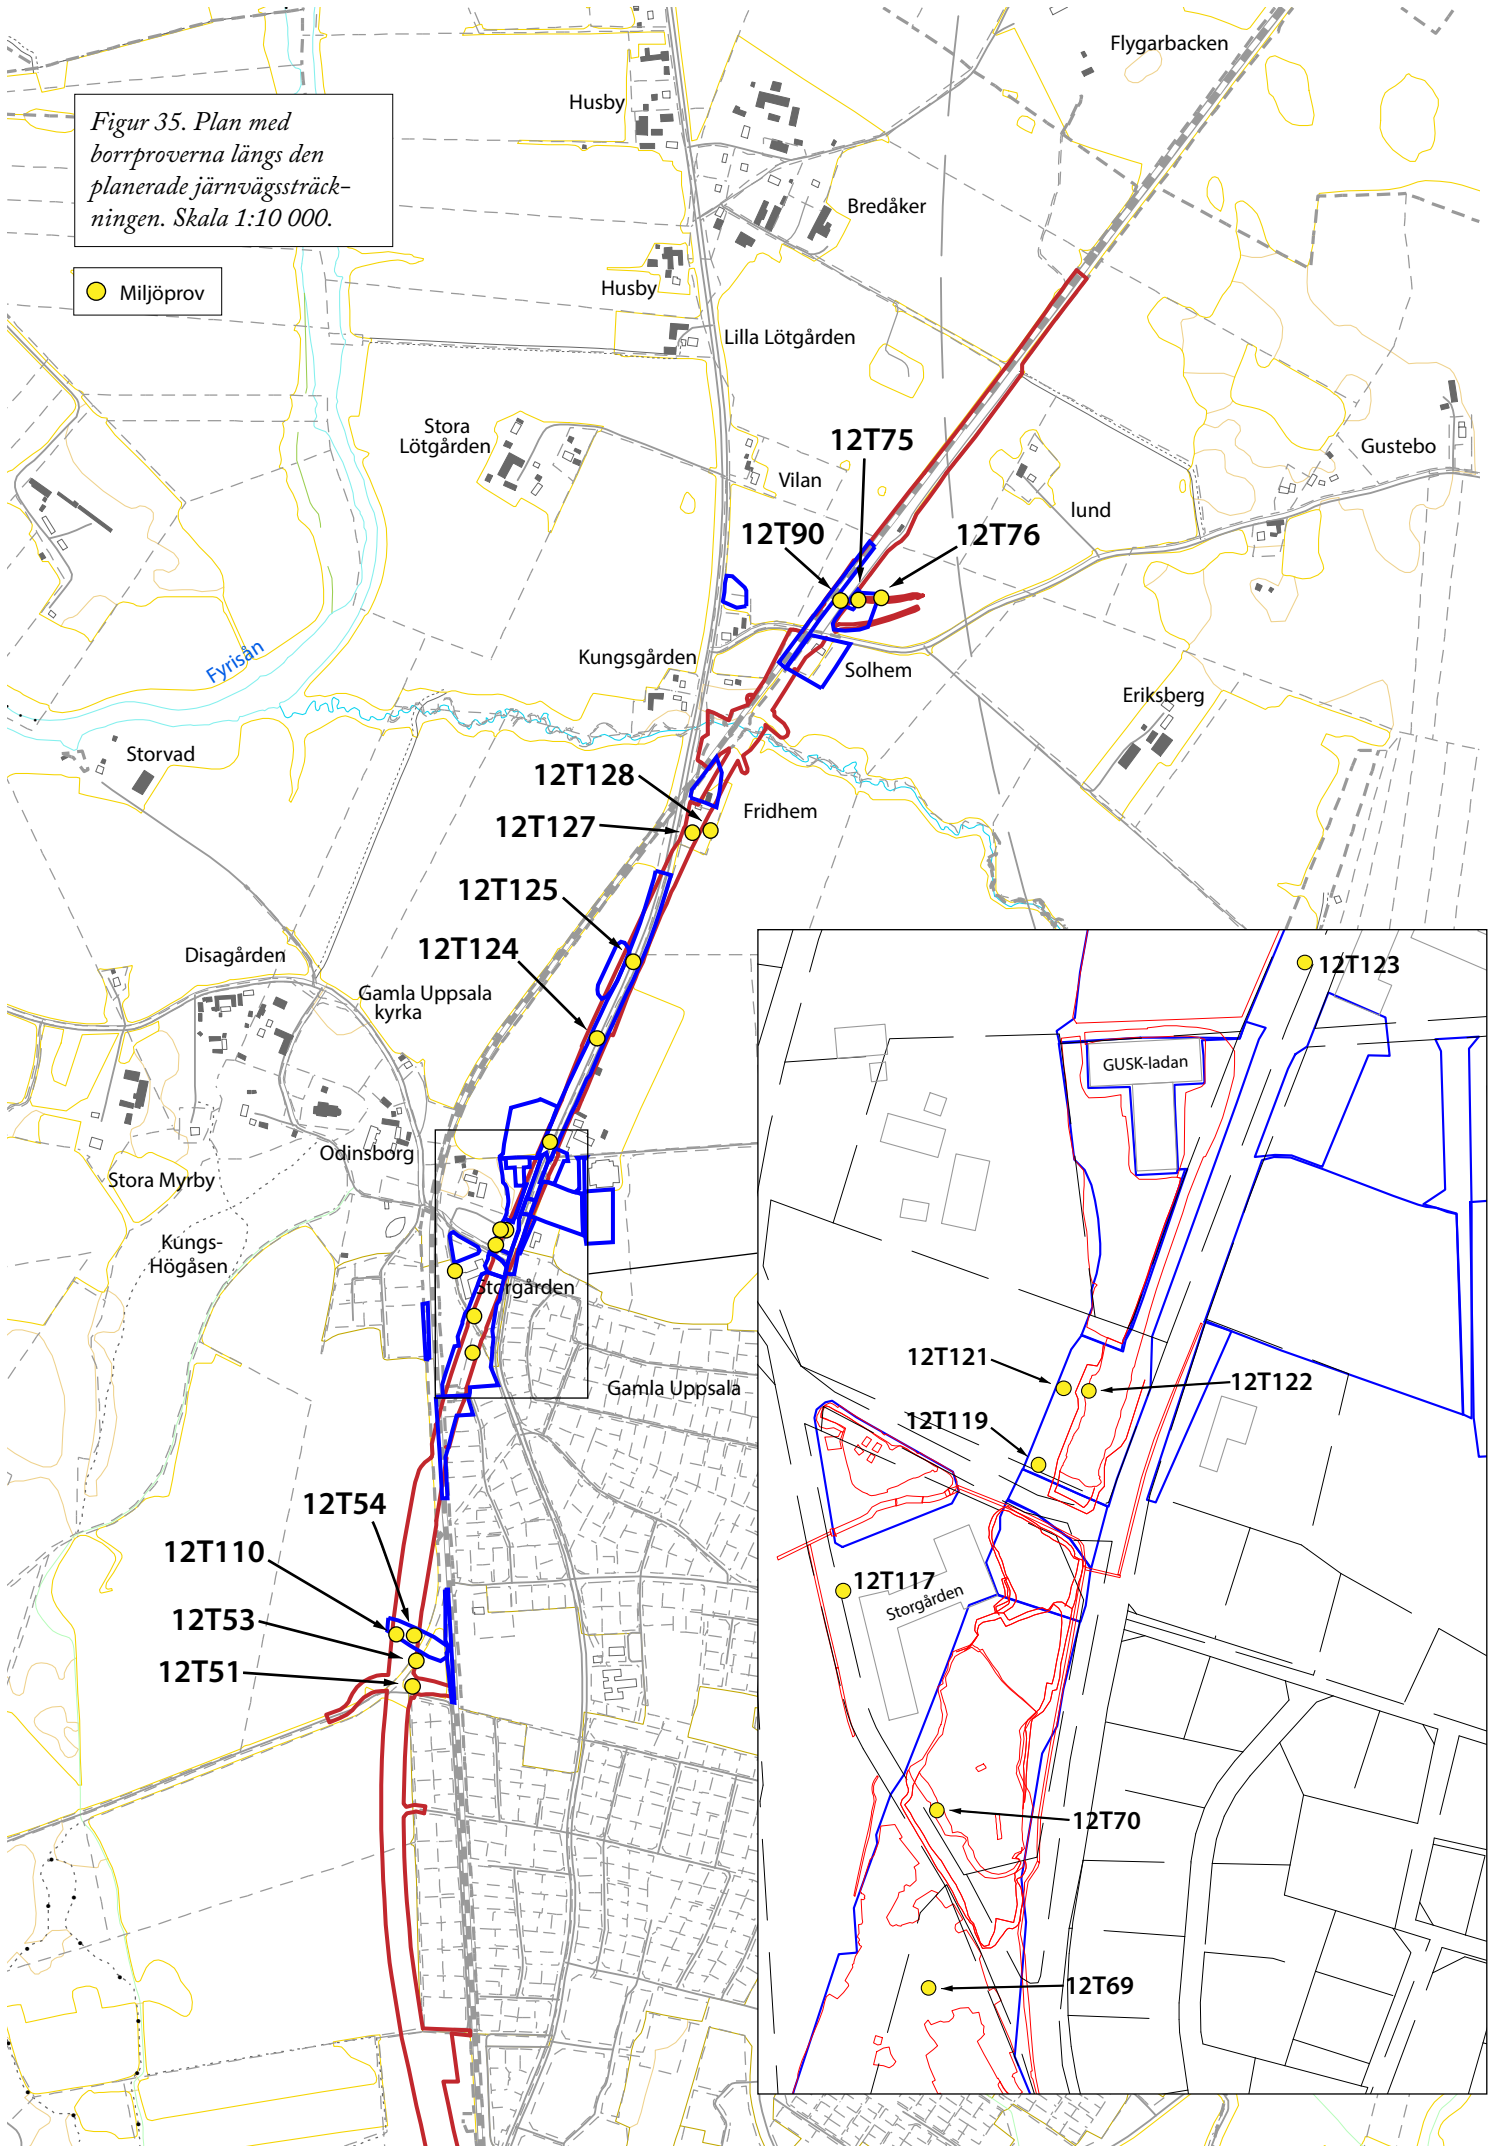 Figur 35. Plan med
borrproverna längs den
planerade järnvägssträck-
ningen. Skala 1:10 000.
Miljöprov
Flygarbacken
Husby
Bredåker
Husby
Lilla Lötgården
Stora
Lötgården
12T75
Gustebo
Vilan
lund
12T90
12T76
Fyrisån
Kungsgården
Solhem
Eriksberg
Storvad
12T128
Fridhem
12T127
12T125
12T124
Disagården
Gamla Uppsala
kyrka
Odinsborg
Stora Myrby
Kungs-
Högåsen
Storgården
Gamla Uppsala
12T54
12T110
12T53
12T51
12T123
GUSK-ladan
12T121
12T122
12T119
12T117
Storgården
12T70
12T69